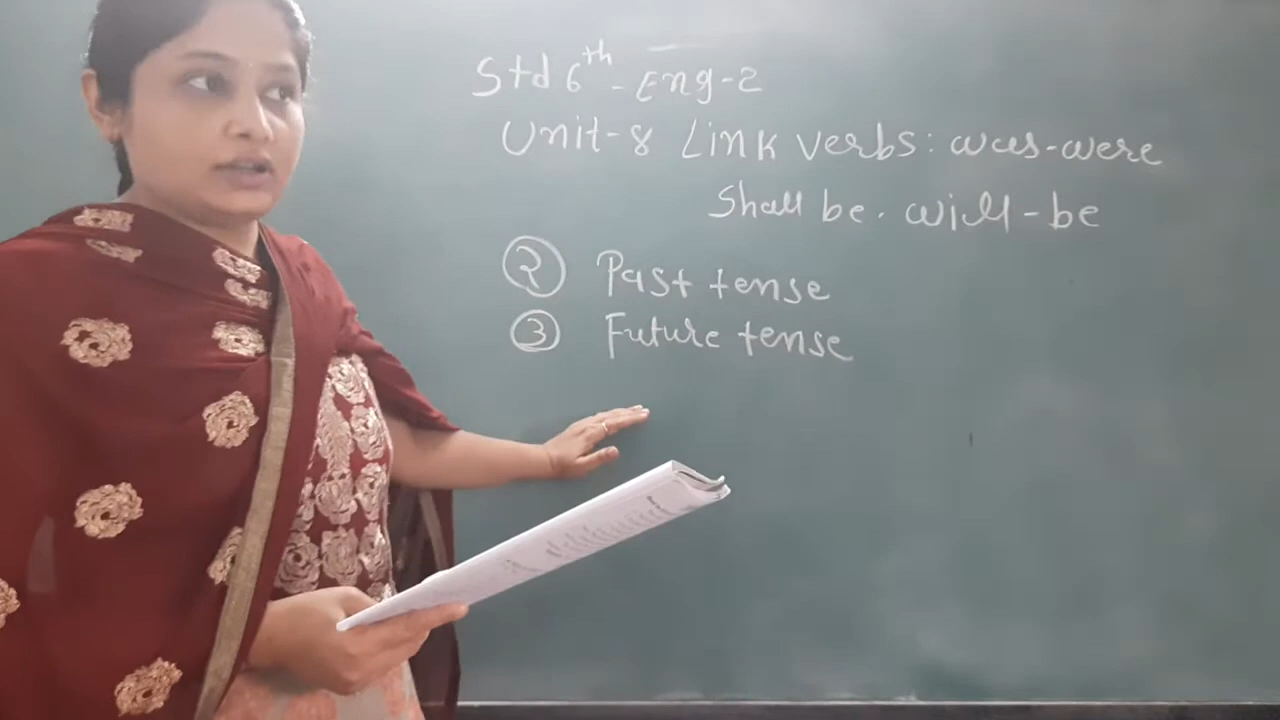 Std 6th - Eng-2
Unit-8 Link verbs: was-were
Shall be. will-be
२ Past tense
3 Future tense